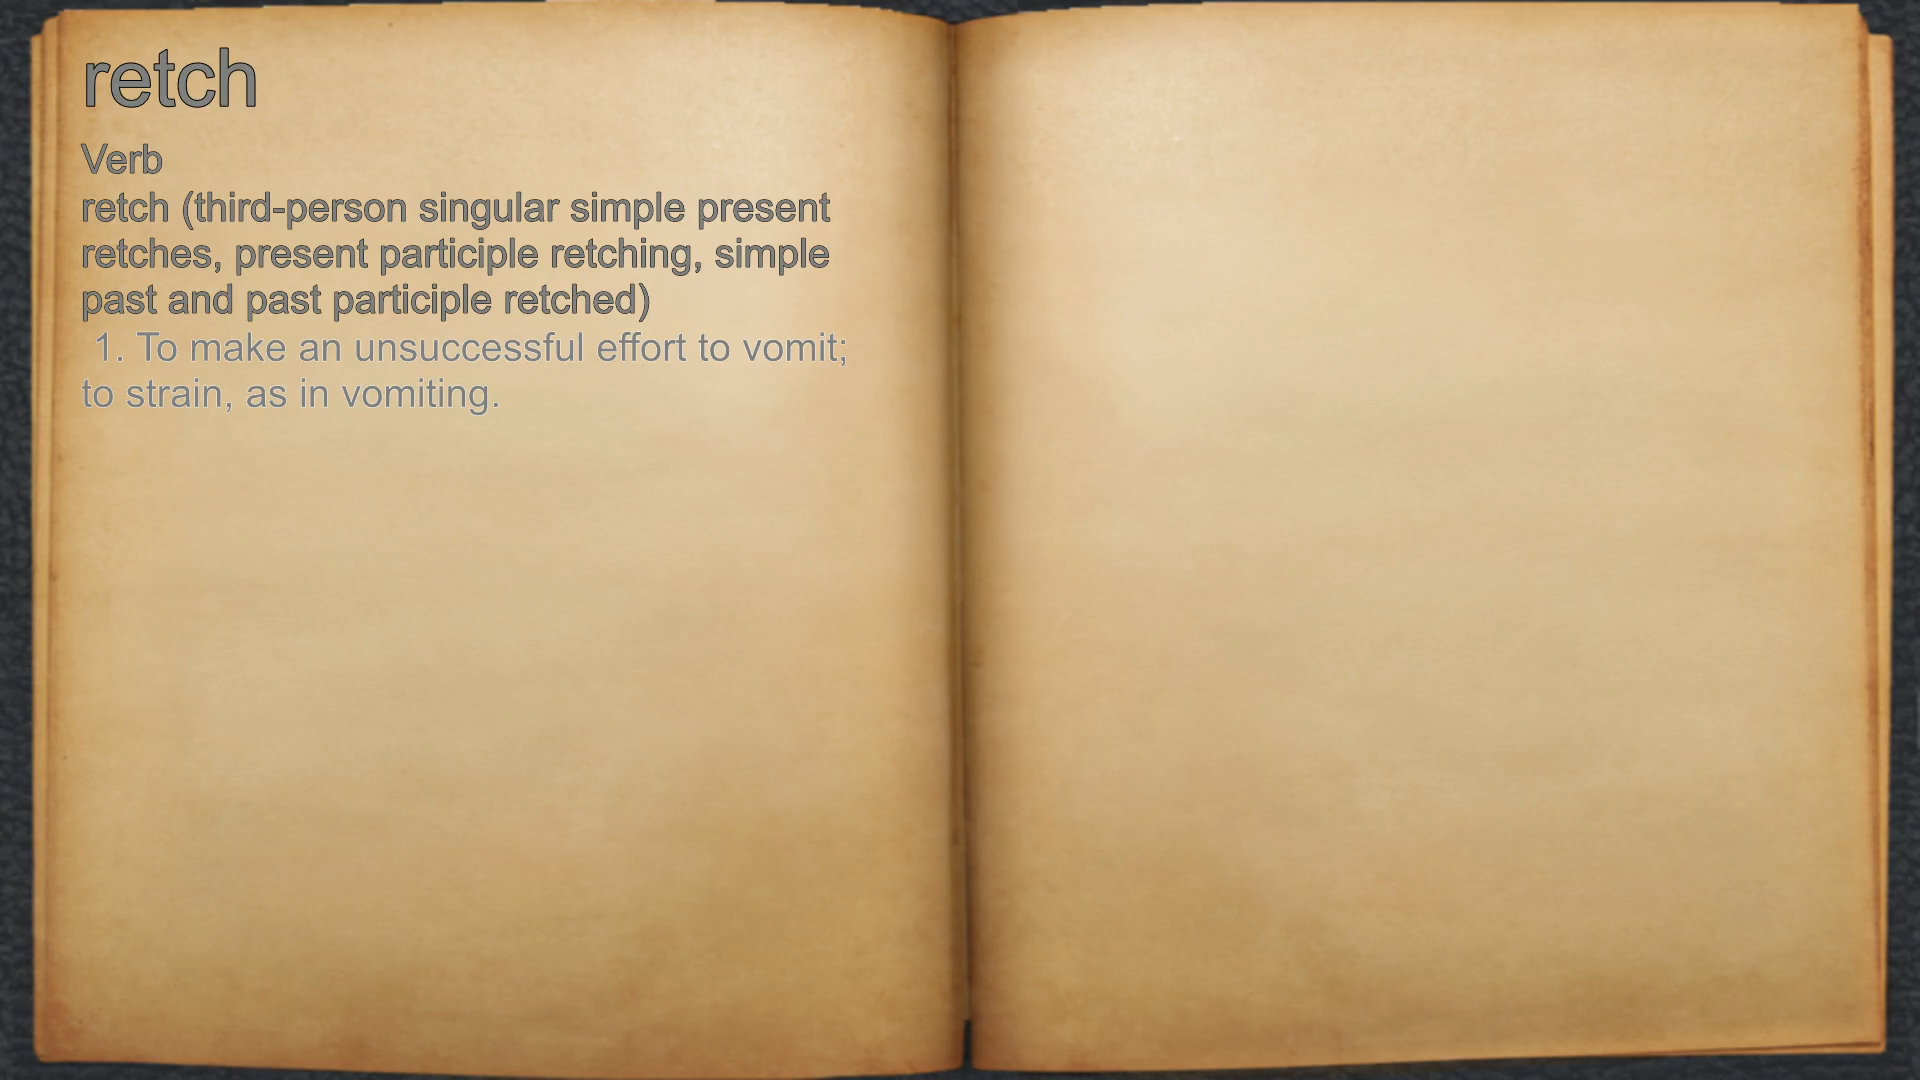 retch
Verb
retch (third-person singular simple present
retches, present participle retching, simple
past and past participle retched)
1. To make an unsuccessful effort to vomit;
to strain, as in vomiting.